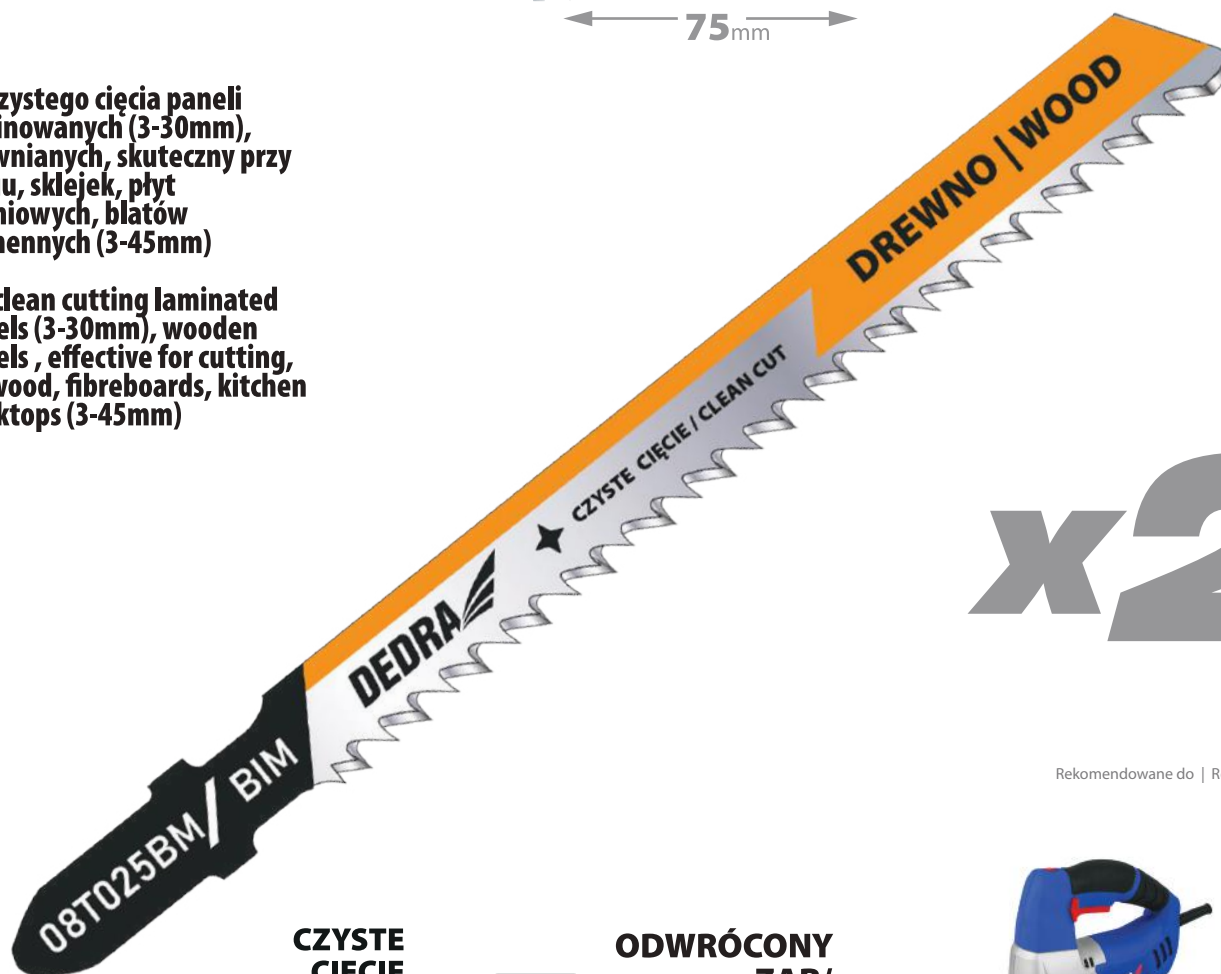 75mm
zystego cięcia paneli
inowanych (3-30mm),
wnianych, skuteczny przy
u, sklejek, płyt
niowych, blatów
nennych (3-45mm)
clean cutting laminated
els (3-30mm), wooden
els , effective for cutting,
wood, fibreboards, kitchen
ktops (3-45mm)
DREWNO | WOOD
CZYSTE CIĘCIE / CLEAN CUT
DEDRA
08T025BM / BIM
x2
Rekomendowane do | R
CZYSTE
CIĘCIE
ODWRÓCONY
ZĄB/